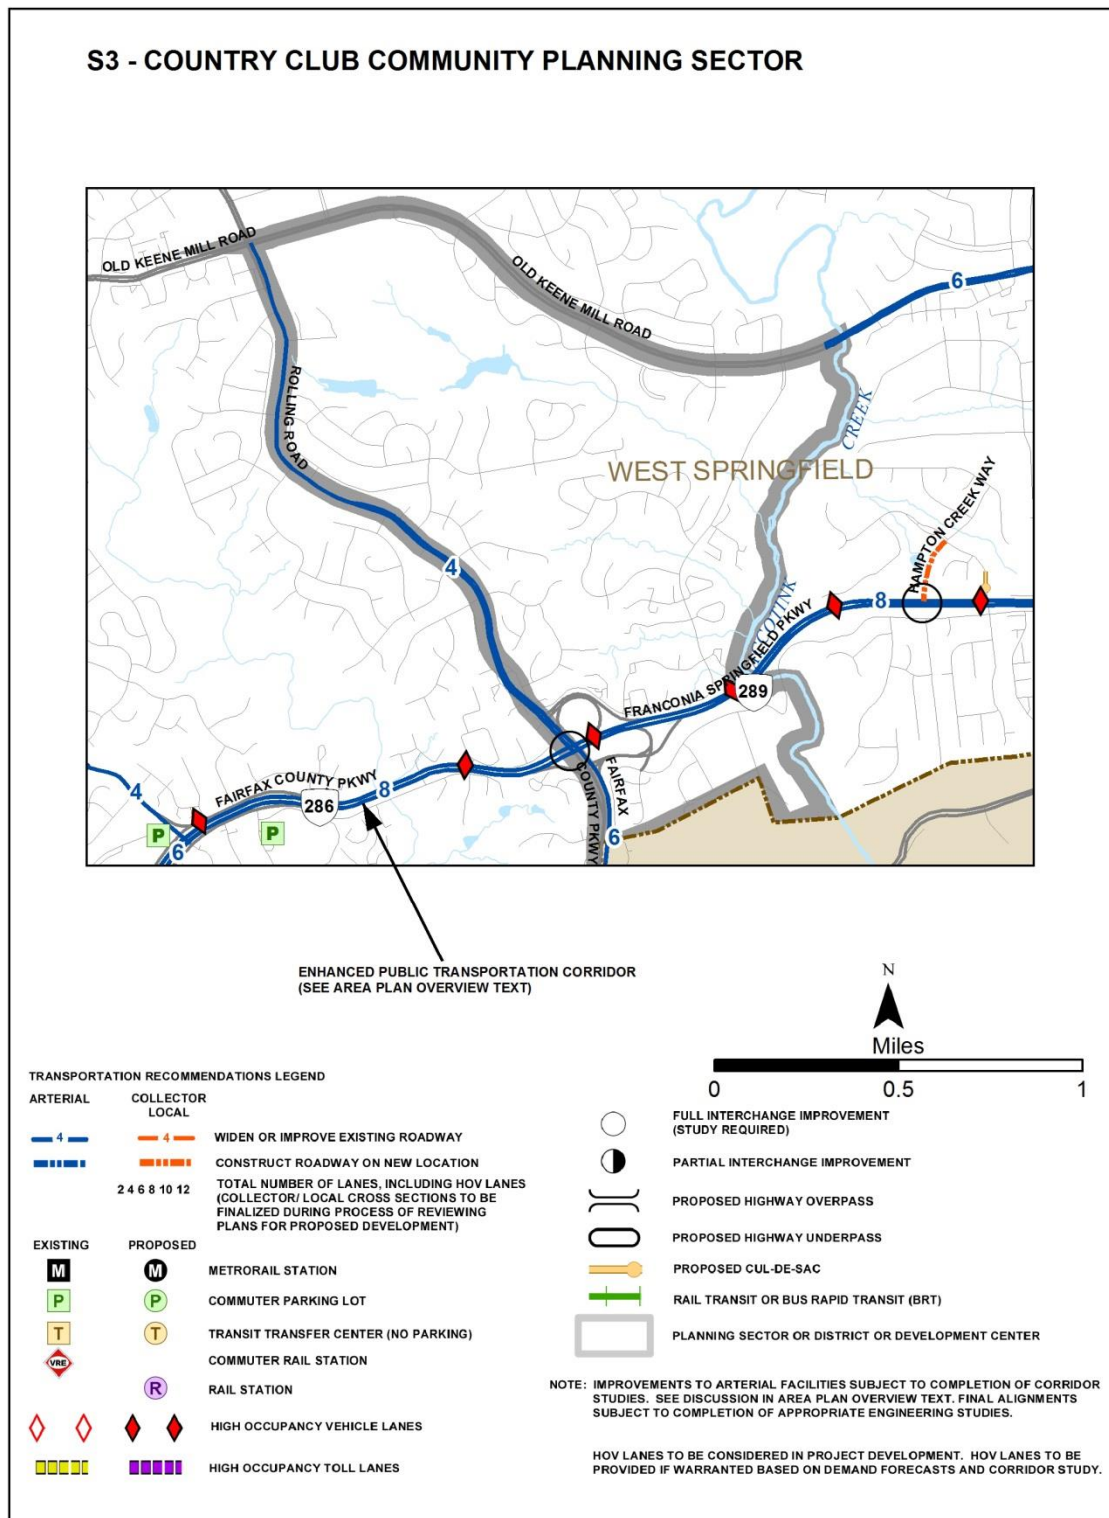 S3 - COUNTRY CLUB COMMUNITY PLANNING SECTOR
OLD KEENE MILL ROAD
OLD KEENE MILL ROAD
6
ROLLING ROAD
CREEK
WEST SPRINGFIELD
HAMPTON CREEK WAY
4
8
COTINK
FRANCONIA SPRINGFIELD PKWY
289
FAIRFAX COUNTY PKWY
286
8
4
P
P
6
FAIRFAX
COUNTY PKWY
6
ENHANCED PUBLIC TRANSPORTATION CORRIDOR
(SEE AREA PLAN OVERVIEW TEXT)
N
Miles
0 0.5 1
TRANSPORTATION RECOMMENDATIONS LEGEND
ARTERIAL COLLECTOR
LOCAL
4 4 WIDEN OR IMPROVE EXISTING ROADWAY
CONSTRUCT ROADWAY ON NEW LOCATION
2 4 6 8 10 12 TOTAL NUMBER OF LANES, INCLUDING HOV LANES
(COLLECTOR/ LOCAL CROSS SECTIONS TO BE
FINALIZED DURING PROCESS OF REVIEWING
PLANS FOR PROPOSED DEVELOPMENT)
EXISTING PROPOSED
M M METRORAIL STATION
P P COMMUTER PARKING LOT
T T TRANSIT TRANSFER CENTER (NO PARKING)
VRE COMMUTER RAIL STATION
R RAIL STATION
HIGH OCCUPANCY VEHICLE LANES
HIGH OCCUPANCY TOLL LANES
FULL INTERCHANGE IMPROVEMENT
(STUDY REQUIRED)
PARTIAL INTERCHANGE IMPROVEMENT
PROPOSED HIGHWAY OVERPASS
PROPOSED HIGHWAY UNDERPASS
PROPOSED CUL-DE-SAC
RAIL TRANSIT OR BUS RAPID TRANSIT (BRT)
PLANNING SECTOR OR DISTRICT OR DEVELOPMENT CENTER
NOTE: IMPROVEMENTS TO ARTERIAL FACILITIES SUBJECT TO COMPLETION OF CORRIDOR
STUDIES. SEE DISCUSSION IN AREA PLAN OVERVIEW TEXT. FINAL ALIGNMENTS
SUBJECT TO COMPLETION OF APPROPRIATE ENGINEERING STUDIES.
HOV LANES TO BE CONSIDERED IN PROJECT DEVELOPMENT. HOV LANES TO BE
PROVIDED IF WARRANTED BASED ON DEMAND FORECASTS AND CORRIDOR STUDY.